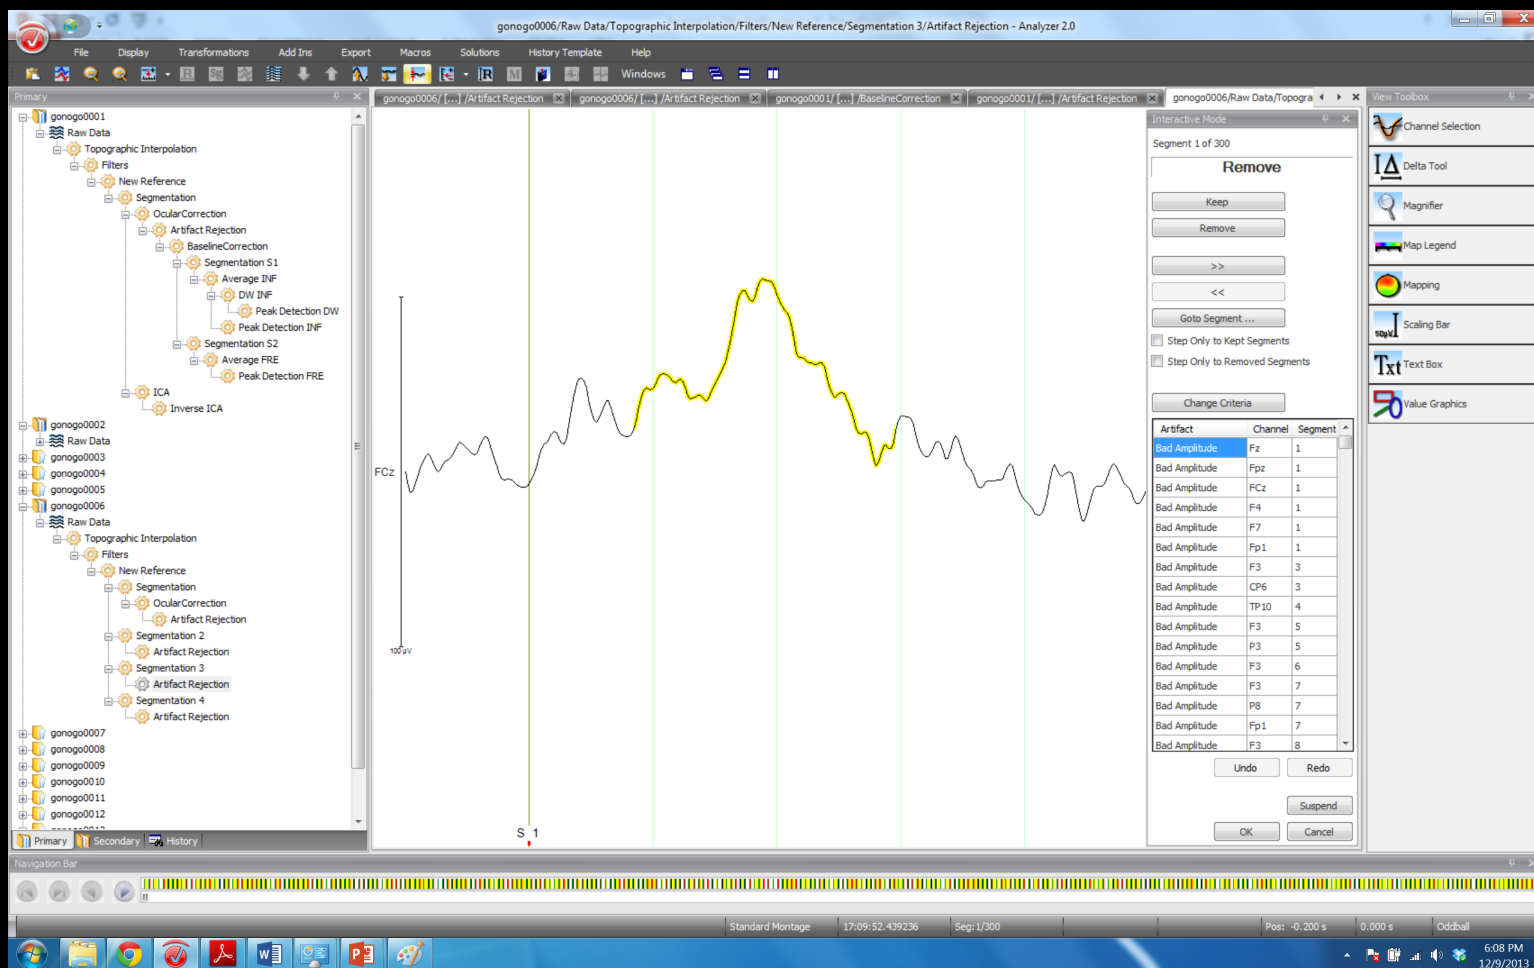 gonogo0006/Raw Data/Topographic Interpolation/Filters/New Reference/Segmentation 3/Artifact Rejection - Analyzer 2.0
File Display Transformations Add Ins Export Macros Solutions History Template Help
Windows
Primary
gonogo0001
Raw Data
Topographic Interpolation
Filters
New Reference
Segmentation
OcularCorrection
Artifact Rejection
BaselineCorrection
Segmentation S1
Average INF
DW INF
Peak Detection DW
Peak Detection INF
Segmentation S2
Average FRE
Peak Detection FRE
ICA
Inverse ICA
gonogo0002
Raw Data
gonogo0003
gonogo0004
gonogo0005
gonogo0006
Raw Data
Topographic Interpolation
Filters
New Reference
Segmentation
OcularCorrection
Artifact Rejection
Segmentation 2
Artifact Rejection
Segmentation 3
Artifact Rejection
Segmentation 4
Artifact Rejection
gonogo0007
gonogo0008
gonogo0009
gonogo0010
gonogo0011
gonogo0012
Primary Secondary History
gonogo0006/ [...] /Artifact Rejection gonogo0006/ [...] /Artifact Rejection gonogo0001/ [...] /BaselineCorrection gonogo0001/ [...] /Artifact Rejection gonogo0006/Raw Data/Topogra
FCz
100 µV
S 1
Interactive Mode
Segment 1 of 300
Remove
Keep
Remove
>>
<<
Goto Segment ...
Step Only to Kept Segments
Step Only to Removed Segments
Change Criteria
Artifact Channel Segment
Bad Amplitude Fz 1
Bad Amplitude Fpz 1
Bad Amplitude FCz 1
Bad Amplitude F4 1
Bad Amplitude F7 1
Bad Amplitude Fp1 1
Bad Amplitude F3 3
Bad Amplitude CP6 3
Bad Amplitude TP10 4
Bad Amplitude F3 5
Bad Amplitude P3 5
Bad Amplitude F3 6
Bad Amplitude F3 7
Bad Amplitude P8 7
Bad Amplitude Fp1 7
Bad Amplitude F3 8
Undo Redo
Suspend
OK Cancel
View Toolbox
Channel Selection
Delta Tool
Magnifier
Map Legend
Mapping
50µV Scaling Bar
Txt Text Box
Value Graphics
Navigation Bar
Standard Montage 17:09:52.439236 Seg:1/300 Pos: -0.200 s 0.000 s Oddball
6:08 PM
12/9/2013